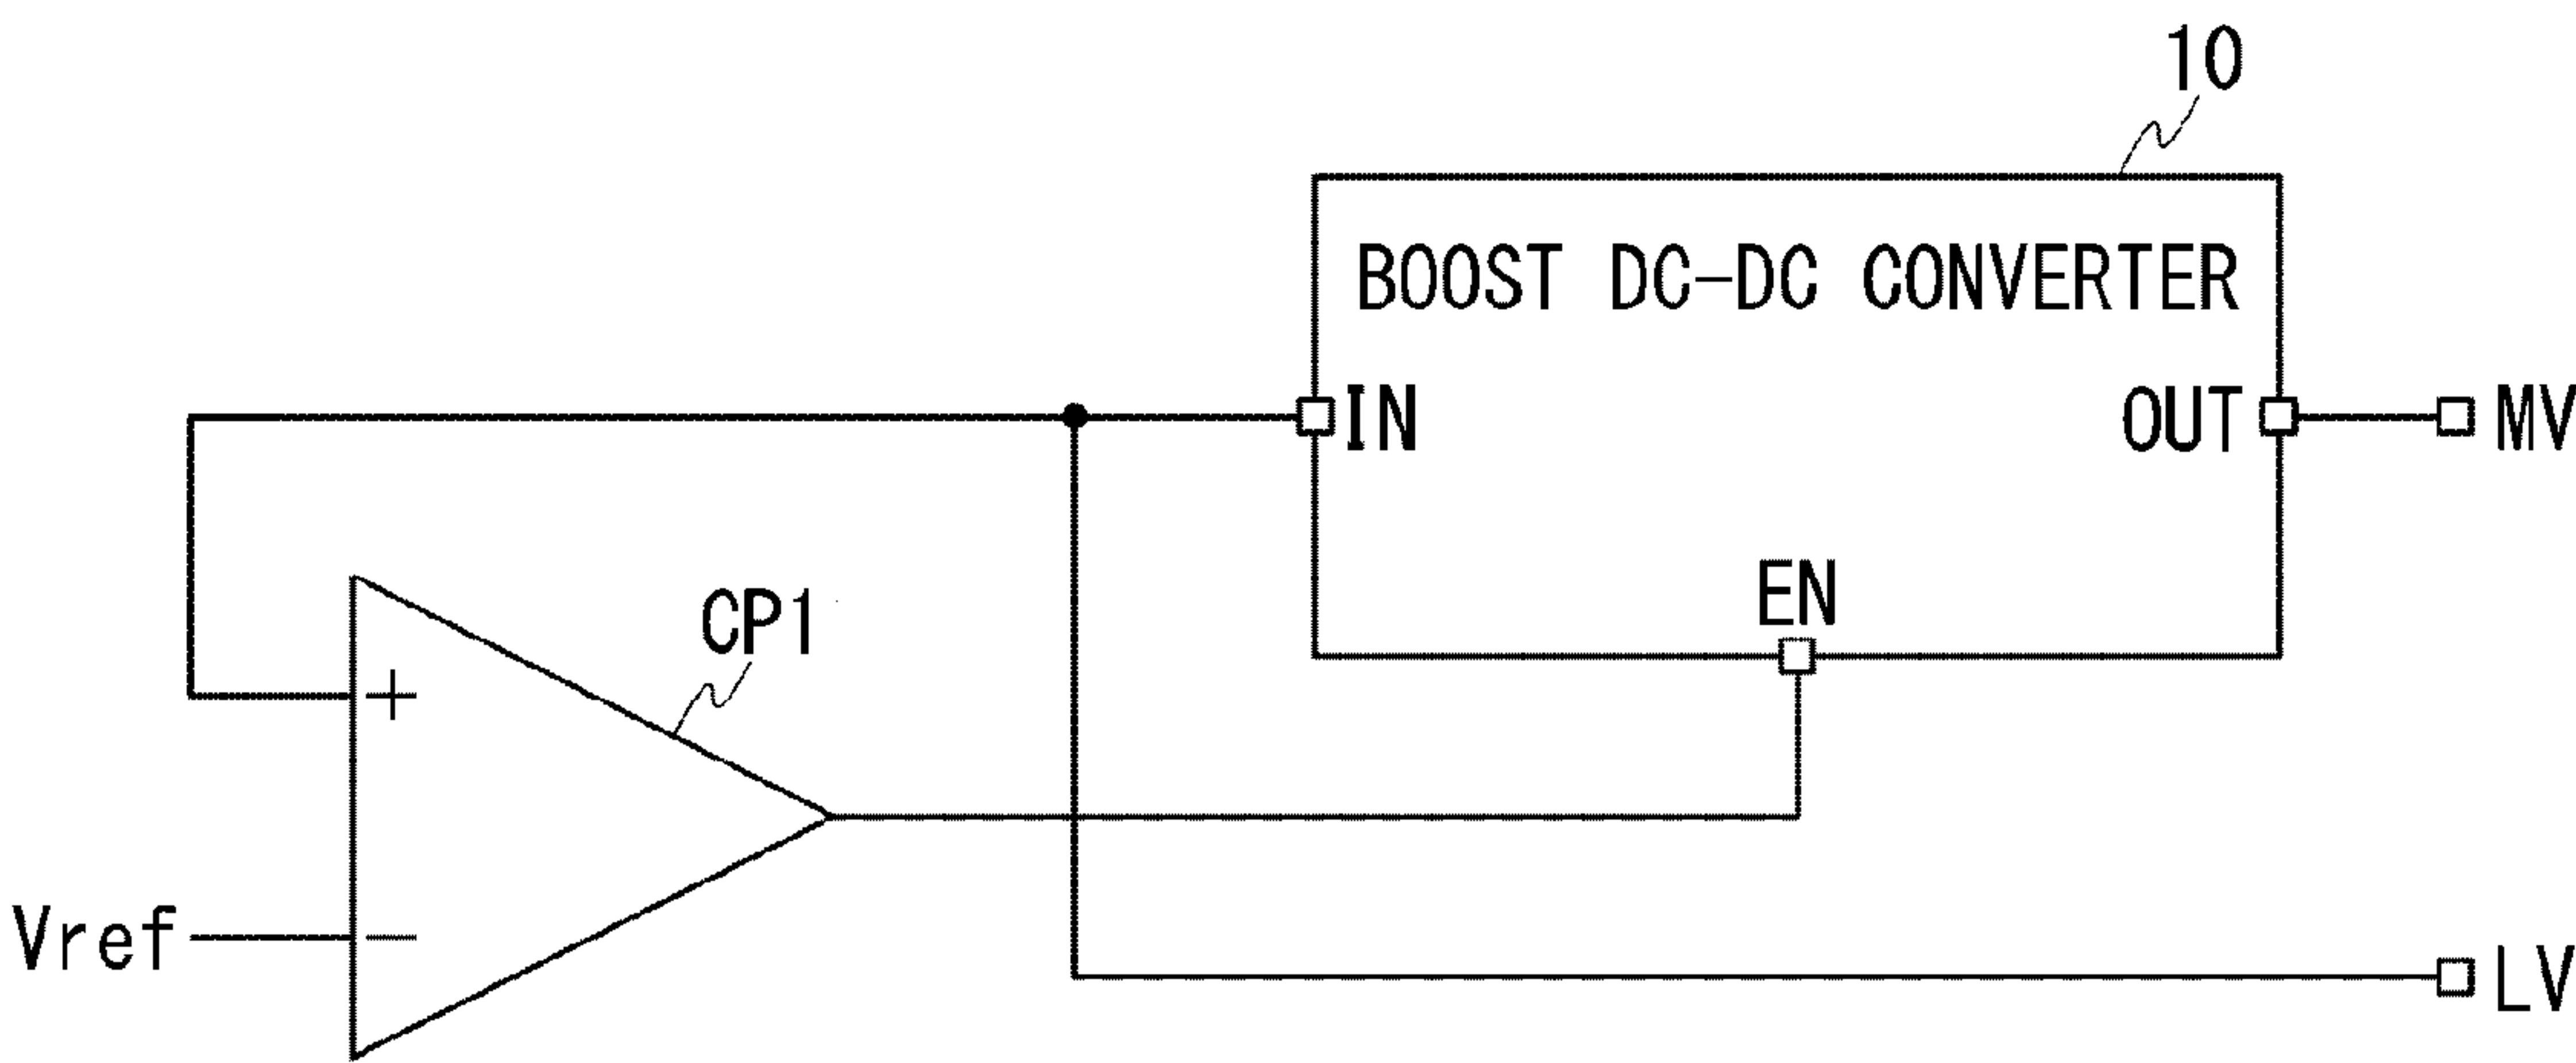 10
BOOST DC-DC CONVERTER
IN
OUT
MV
EN
CP1
+
Vref
−
LV